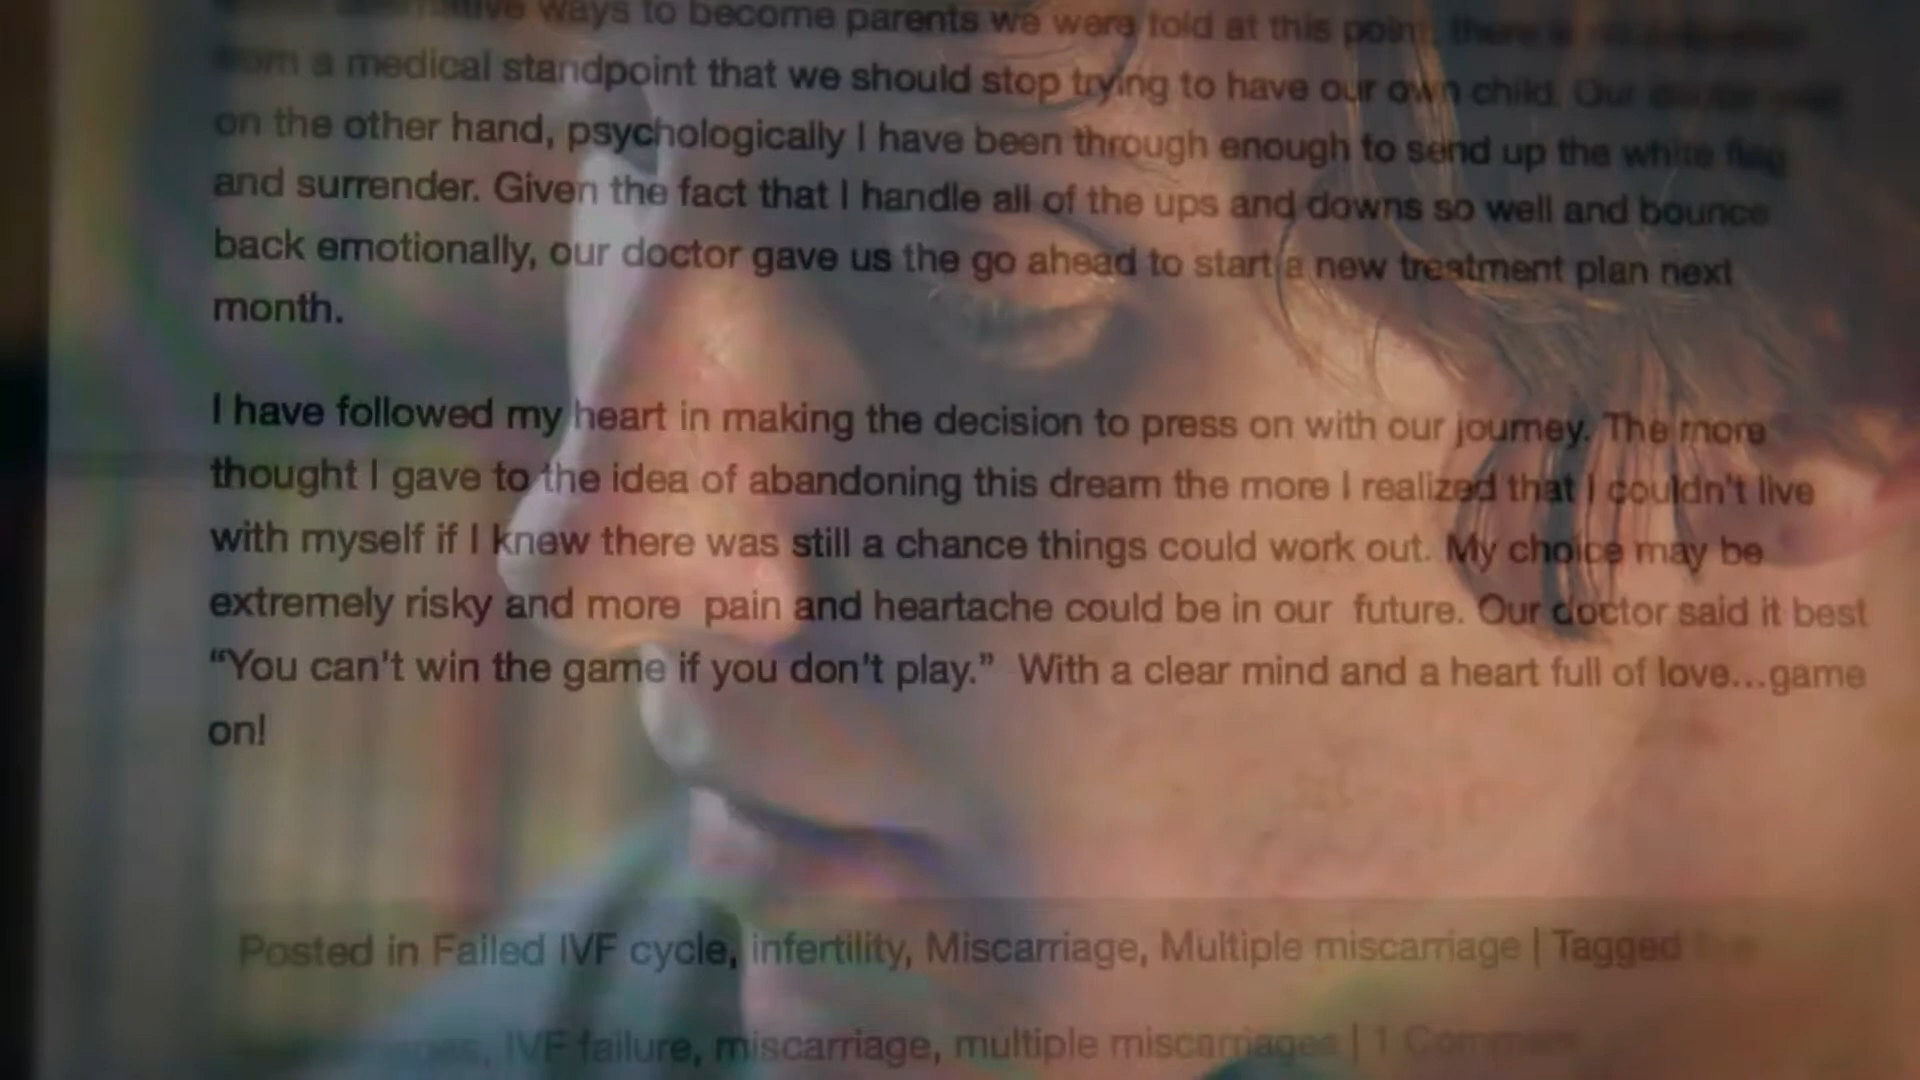 ways to become parents we were told at this point, there
from a medical standpoint that we should stop trying to have our own child. Our
on the other hand, psychologically I have been through enough to send up the white flag
and surrender. Given the fact that I handle all of the ups and downs so well and bounce
back emotionally, our doctor gave us the go ahead to start a new treatment plan next
month.
I have followed my heart in making the decision to press on with our journey. The more
thought I gave to the idea of abandoning this dream the more I realized that I couldn't live
with myself if I knew there was still a chance things could work out. My choice may be
extremely risky and more pain and heartache could be in our future. Our doctor said it best
“You can't win the game if you don't play.” With a clear mind and a heart full of love...game
on!
Posted in Failed IVF cycle, infertility, Miscarriage, Multiple miscarriage | Tagged
IVF failure, miscarriage, multiple miscarriages | 1 Comment